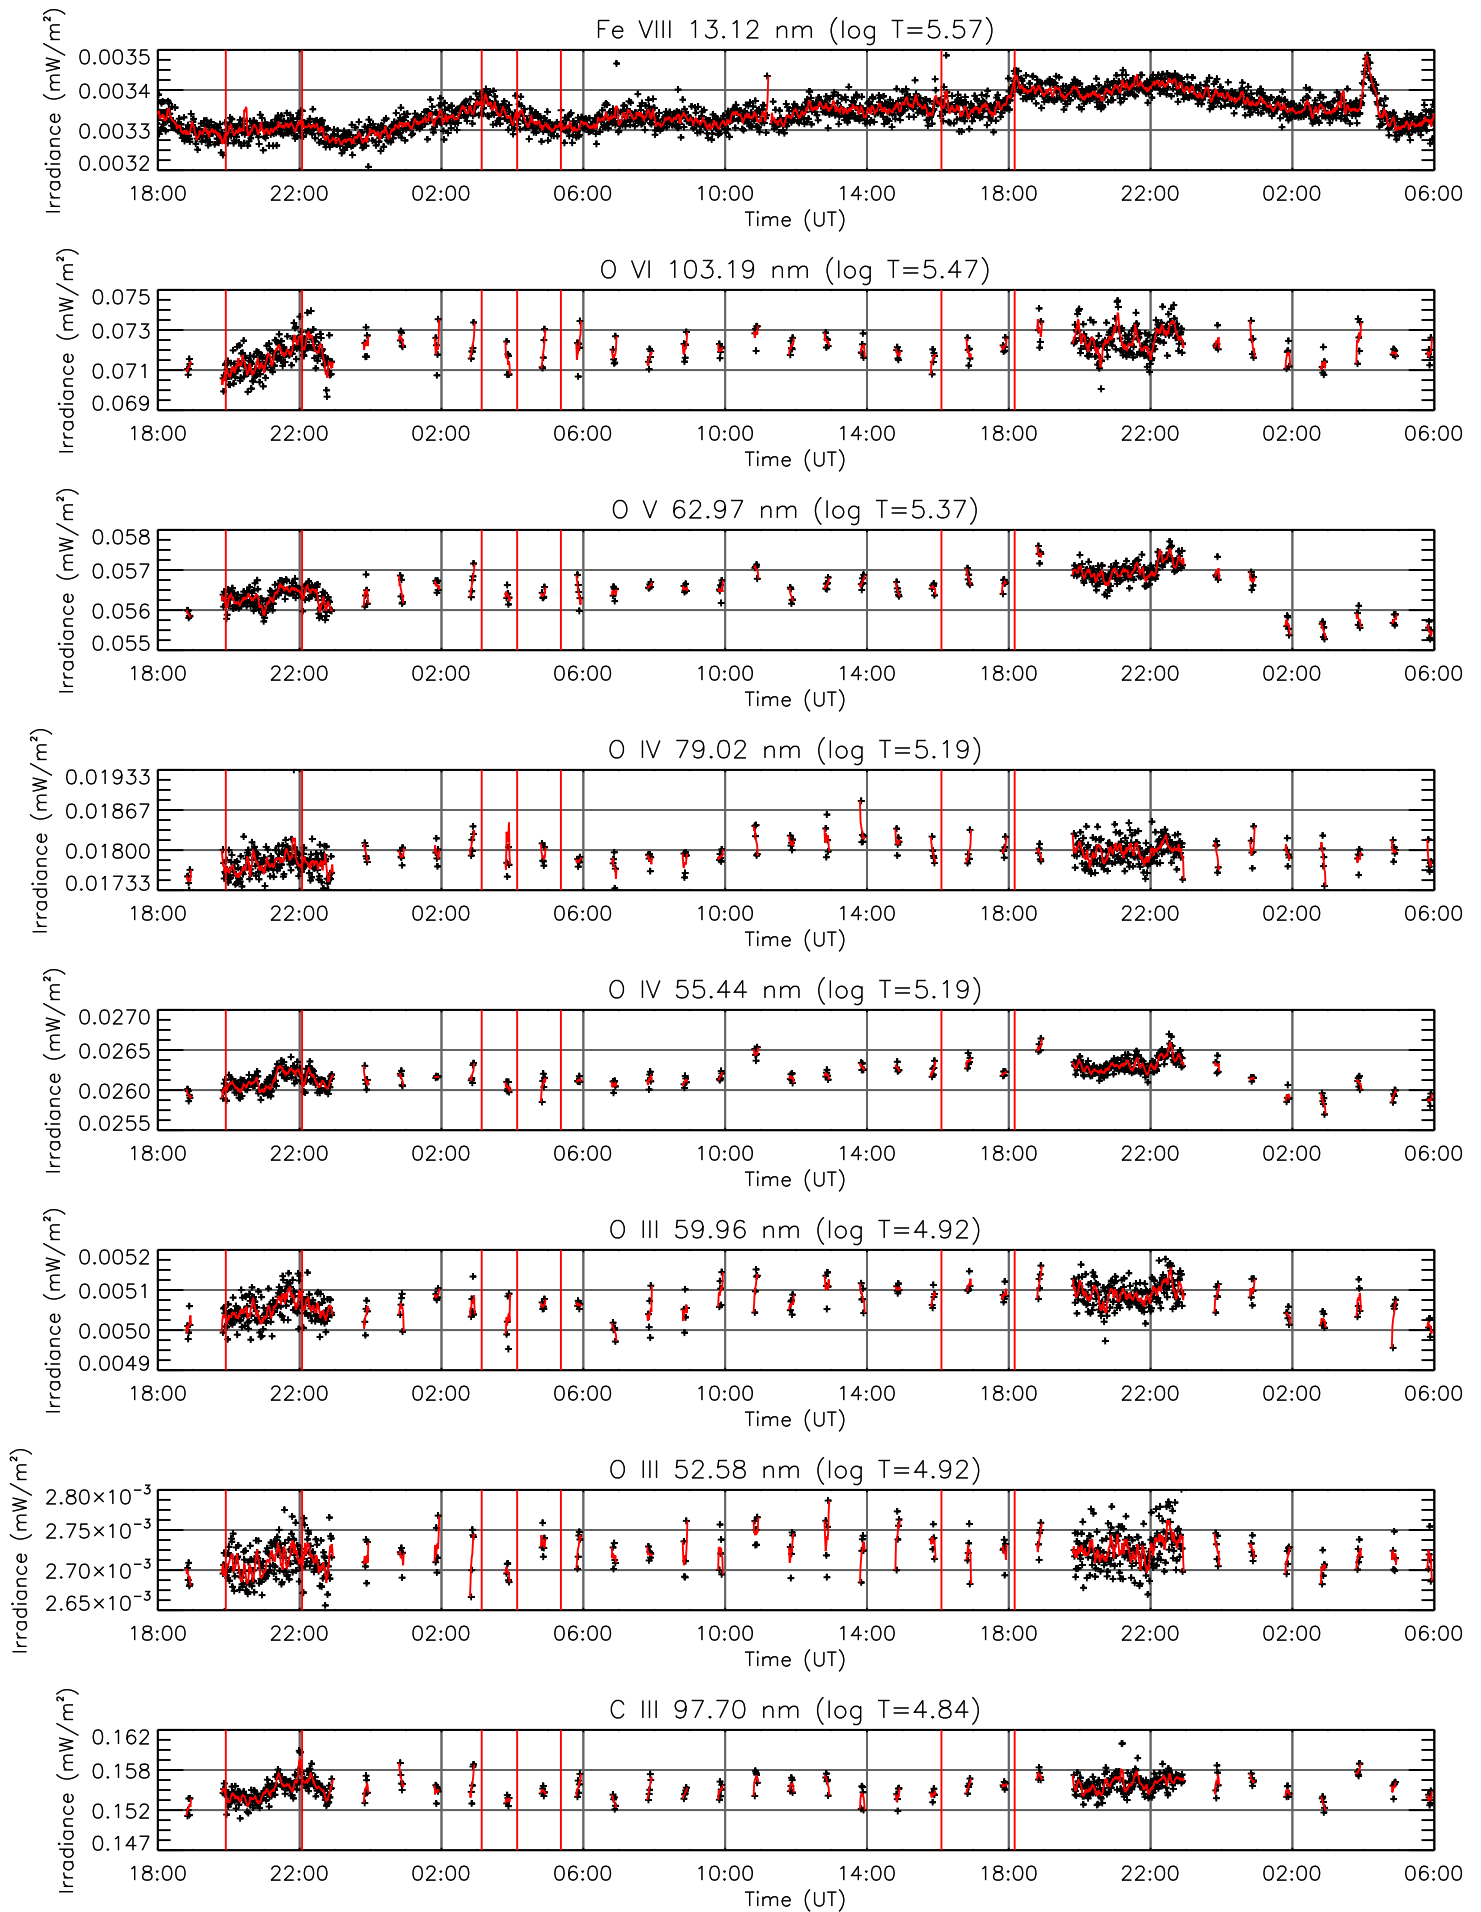 Fe VIII 13.12 nm (log T=5.57)
Irradiance (mW/m²)
0.0035
0.0034
0.0033
0.0032
18:00 22:00 02:00 06:00 10:00 14:00 18:00 22:00 02:00 06:00
Time (UT)
O VI 103.19 nm (log T=5.47)
Irradiance (mW/m²)
0.075
0.073
0.071
0.069
18:00 22:00 02:00 06:00 10:00 14:00 18:00 22:00 02:00 06:00
Time (UT)
O V 62.97 nm (log T=5.37)
Irradiance (mW/m²)
0.058
0.057
0.056
0.055
18:00 22:00 02:00 06:00 10:00 14:00 18:00 22:00 02:00 06:00
Time (UT)
O IV 79.02 nm (log T=5.19)
Irradiance (mW/m²)
0.01933
0.01867
0.01800
0.01733
18:00 22:00 02:00 06:00 10:00 14:00 18:00 22:00 02:00 06:00
Time (UT)
O IV 55.44 nm (log T=5.19)
Irradiance (mW/m²)
0.0270
0.0265
0.0260
0.0255
18:00 22:00 02:00 06:00 10:00 14:00 18:00 22:00 02:00 06:00
Time (UT)
O III 59.96 nm (log T=4.92)
Irradiance (mW/m²)
0.0052
0.0051
0.0050
0.0049
18:00 22:00 02:00 06:00 10:00 14:00 18:00 22:00 02:00 06:00
Time (UT)
O III 52.58 nm (log T=4.92)
Irradiance (mW/m²)
2.80×10⁻³
2.75×10⁻³
2.70×10⁻³
2.65×10⁻³
18:00 22:00 02:00 06:00 10:00 14:00 18:00 22:00 02:00 06:00
Time (UT)
C III 97.70 nm (log T=4.84)
Irradiance (mW/m²)
0.162
0.158
0.152
0.147
18:00 22:00 02:00 06:00 10:00 14:00 18:00 22:00 02:00 06:00
Time (UT)